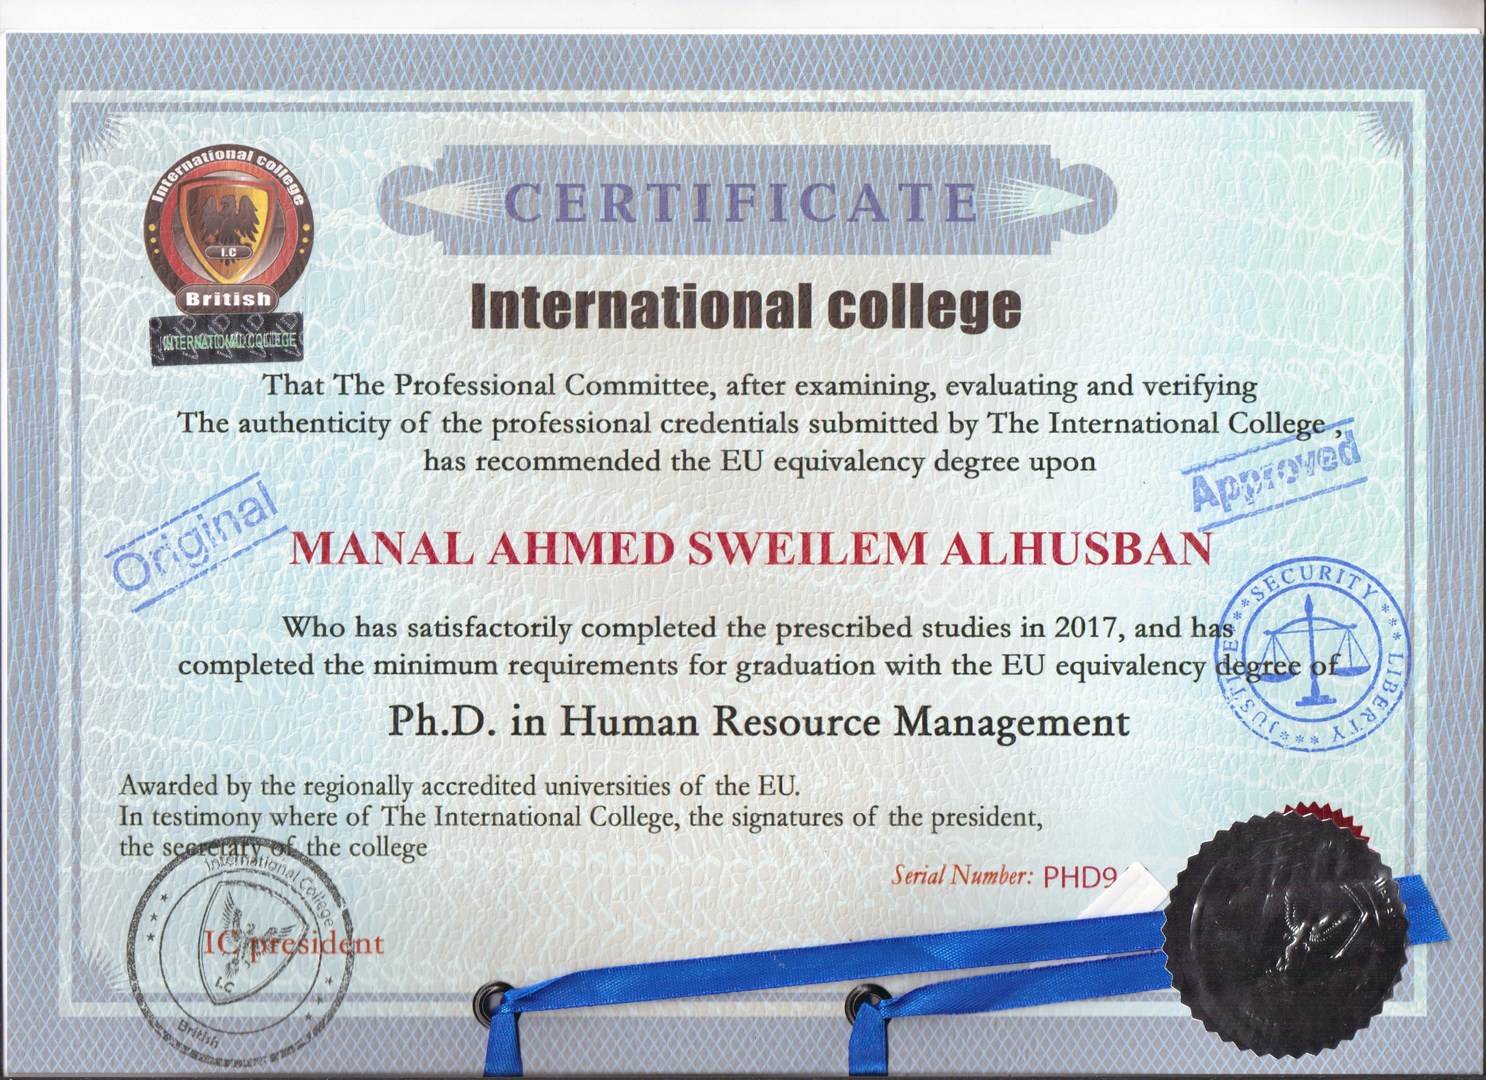 International college
I.C
British
INTERNATIONAL COLLEGE
CERTIFICATE
International college
That The Professional Committee, after examining, evaluating and verifying
The authenticity of the professional credentials submitted by The International College ,
has recommended the EU equivalency degree upon
Approved
Original
MANAL AHMED SWEILEM ALHUSBAN
SECURITY
LIBERTY
JUSTICE
Who has satisfactorily completed the prescribed studies in 2017, and has
completed the minimum requirements for graduation with the EU equivalency degree of
Ph.D. in Human Resource Management
Awarded by the regionally accredited universities of the EU.
In testimony where of The International College, the signatures of the president,
the secretary of the college
Serial Number: PHD9
International College
IC president
I.C
British